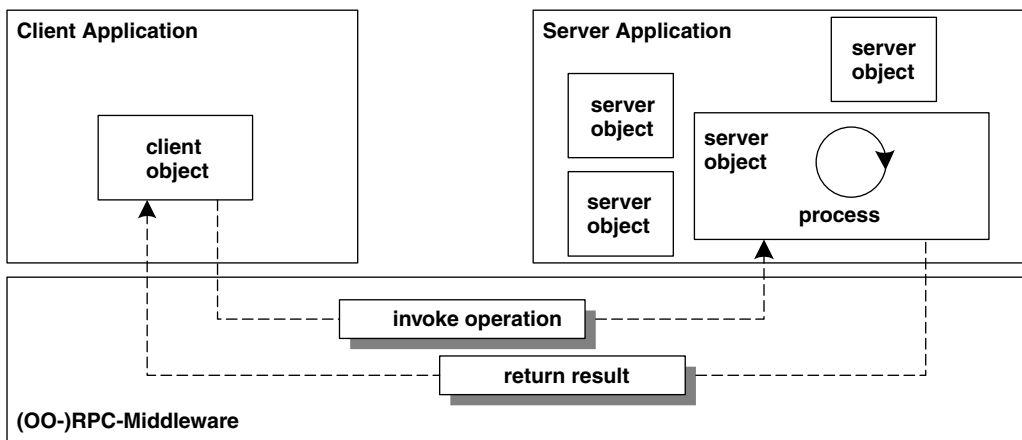 Client Application
client
object
Server Application
server
object
server
object
server
object
server
object
process
invoke operation
return result
(OO-)RPC-Middleware